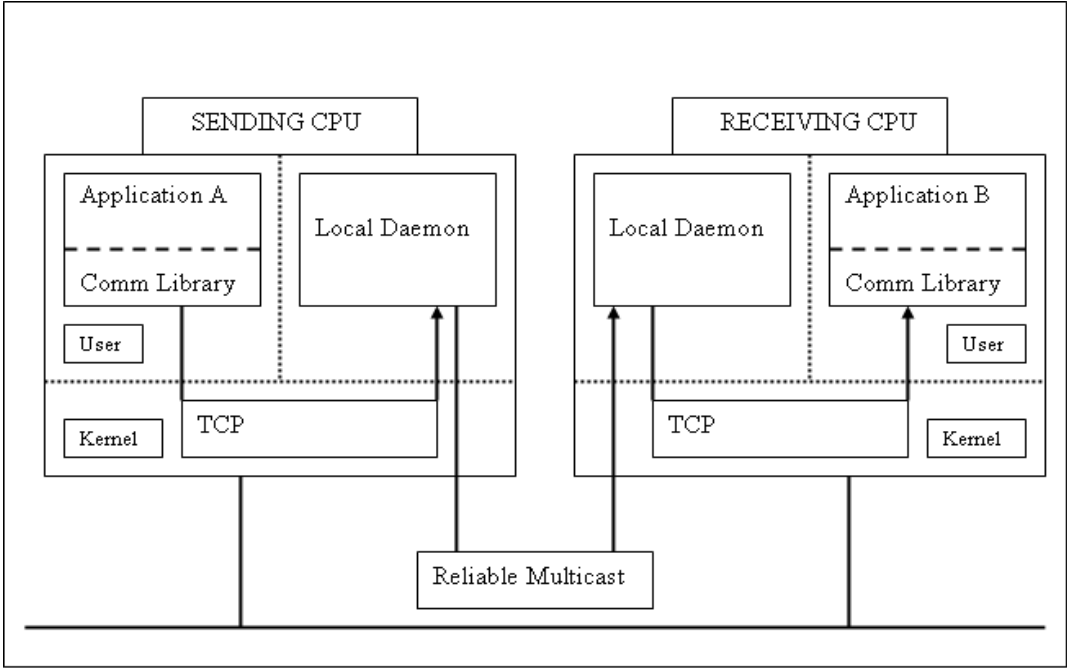 SENDING CPU
RECEIVING CPU
Application A
Comm Library
Local Daemon
User
TCP
Kernel
Local Daemon
Application B
Comm Library
User
TCP
Kernel
Reliable Multicast